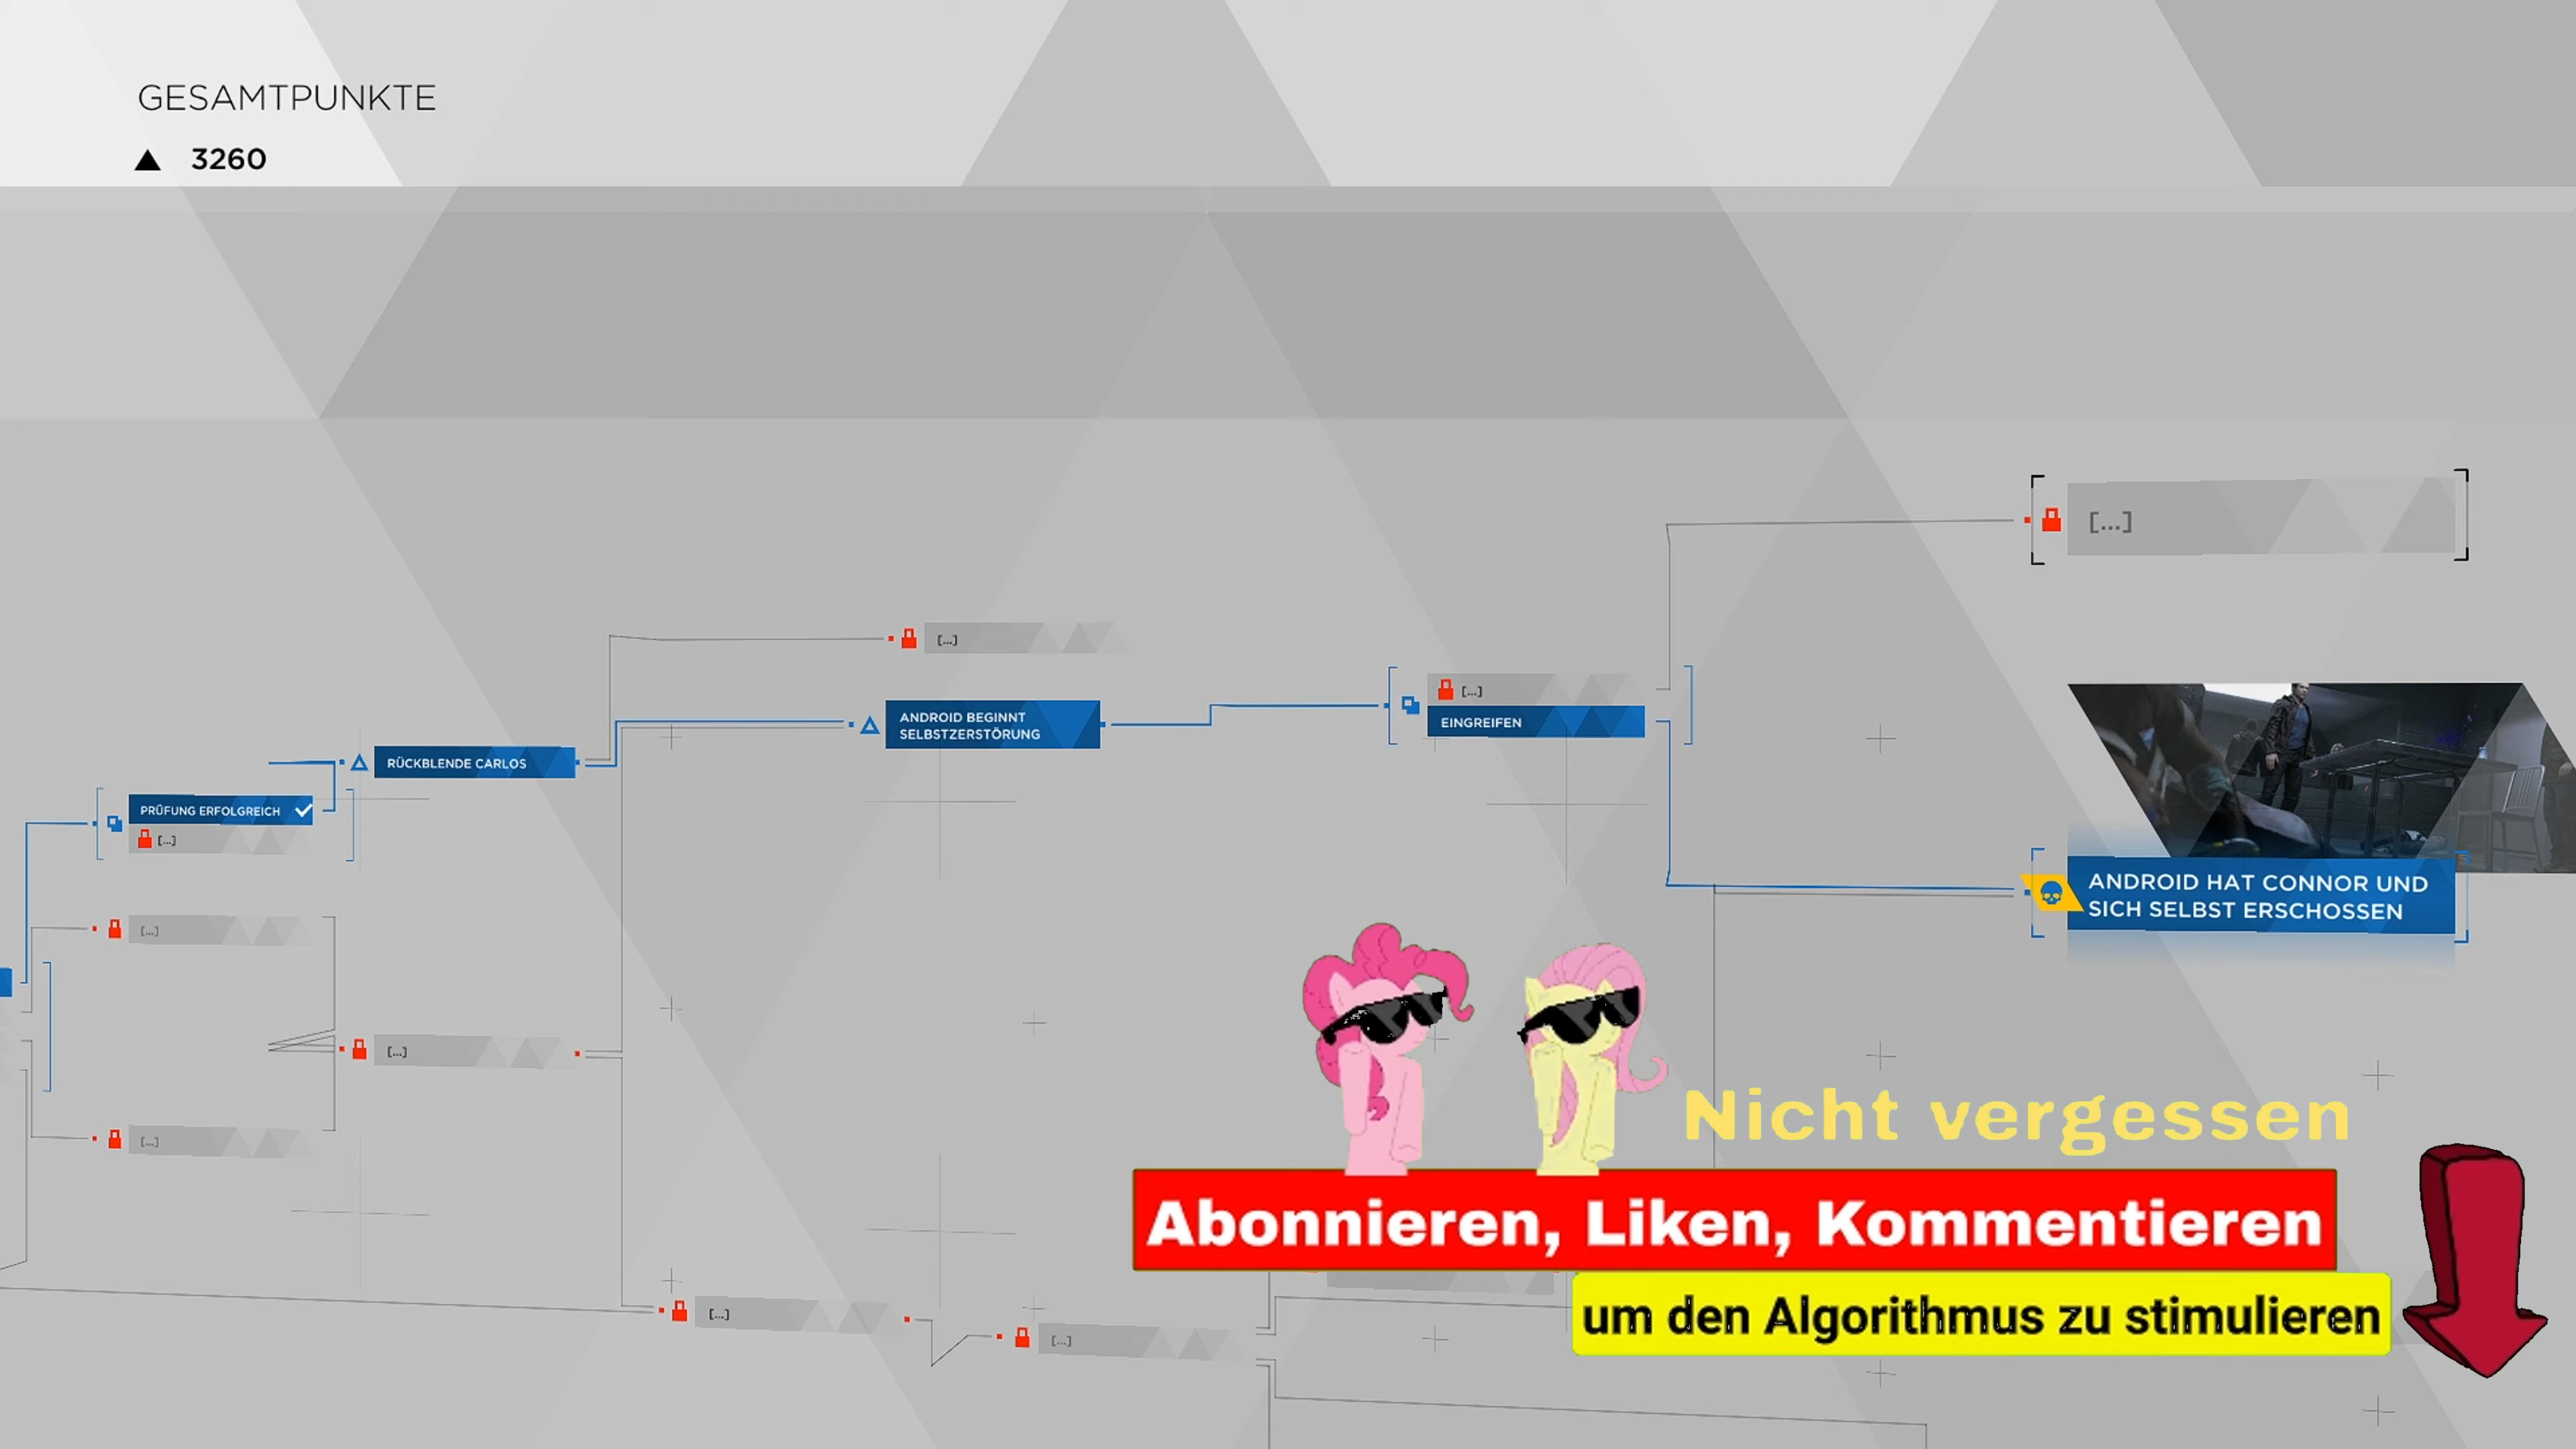 GESAMTPUNKTE
3260
[...]
[...]
[...]
ANDROID BEGINNT
SELBSTZERSTÖRUNG
EINGREIFEN
RÜCKBLENDE CARLOS
PRÜFUNG ERFOLGREICH
[...]
ANDROID HAT CONNOR UND
SICH SELBST ERSCHOSSEN
[...]
[...]
[...]
Nicht vergessen
Abonnieren, Liken, Kommentieren
um den Algorithmus zu stimulieren
[...]
[...]